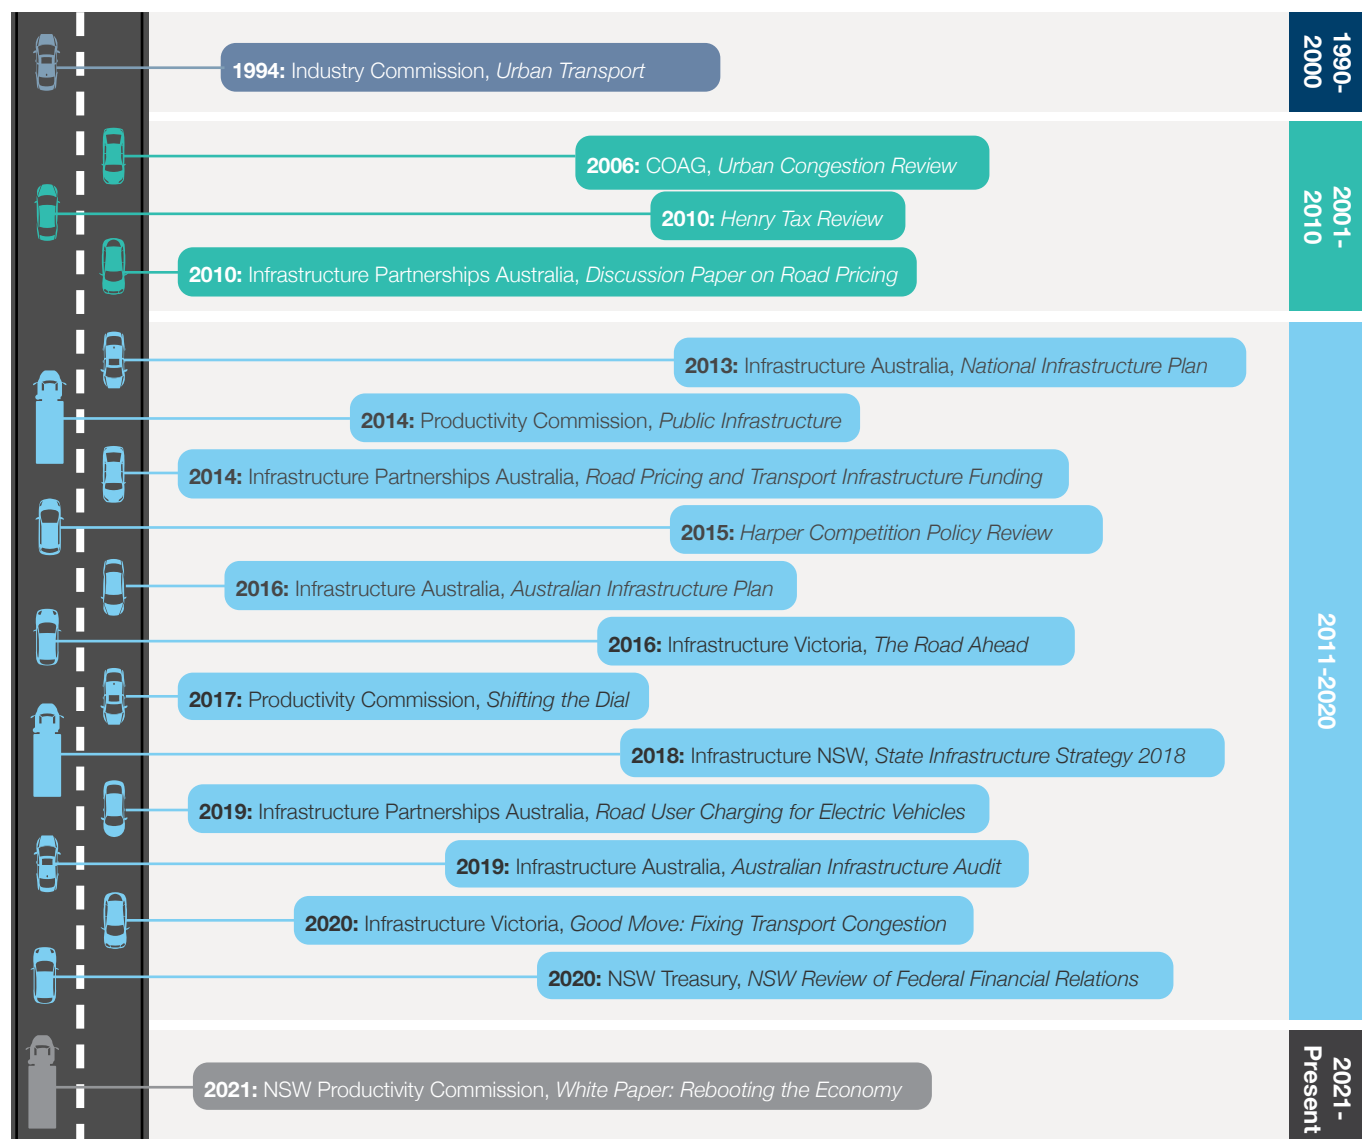 1990-
2000
1994: Industry Commission, Urban Transport
2001-
2010
2006: COAG, Urban Congestion Review
2010: Henry Tax Review
2010: Infrastructure Partnerships Australia, Discussion Paper on Road Pricing
2011-2020
2013: Infrastructure Australia, National Infrastructure Plan
2014: Productivity Commission, Public Infrastructure
2014: Infrastructure Partnerships Australia, Road Pricing and Transport Infrastructure Funding
2015: Harper Competition Policy Review
2016: Infrastructure Australia, Australian Infrastructure Plan
2016: Infrastructure Victoria, The Road Ahead
2017: Productivity Commission, Shifting the Dial
2018: Infrastructure NSW, State Infrastructure Strategy 2018
2019: Infrastructure Partnerships Australia, Road User Charging for Electric Vehicles
2019: Infrastructure Australia, Australian Infrastructure Audit
2020: Infrastructure Victoria, Good Move: Fixing Transport Congestion
2020: NSW Treasury, NSW Review of Federal Financial Relations
2021-
Present
2021: NSW Productivity Commission, White Paper: Rebooting the Economy